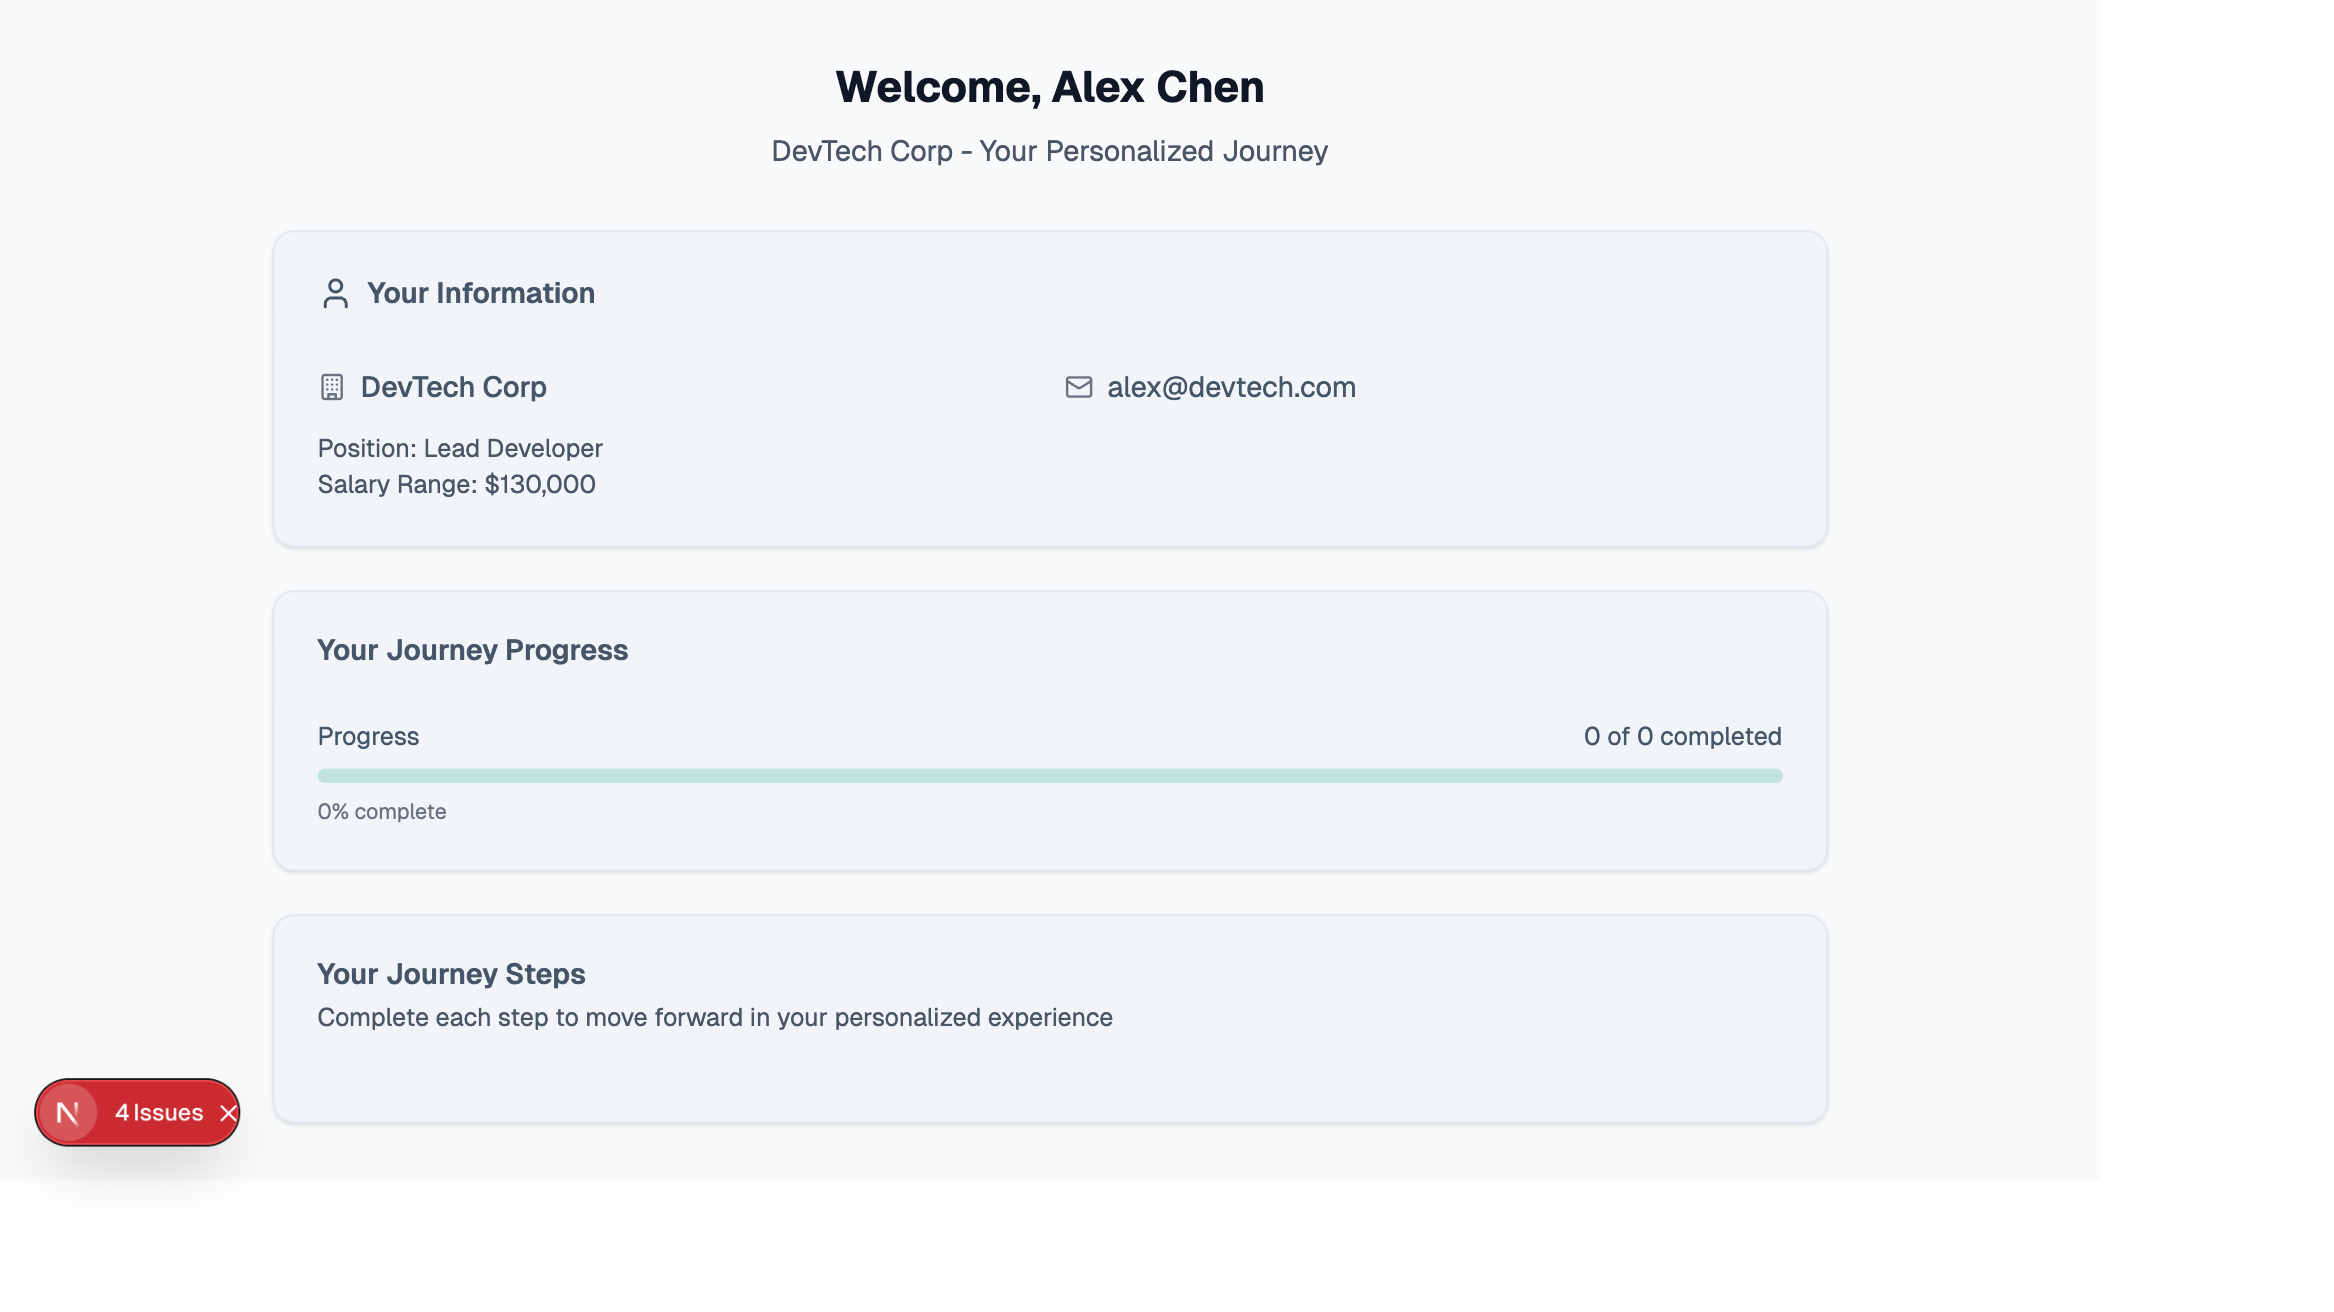 Welcome, Alex Chen
DevTech Corp - Your Personalized Journey
Your Information
DevTech Corp
alex@devtech.com
Position: Lead Developer
Salary Range: $130,000
Your Journey Progress
Progress
0 of 0 completed
0% complete
Your Journey Steps
Complete each step to move forward in your personalized experience
N 4 Issues